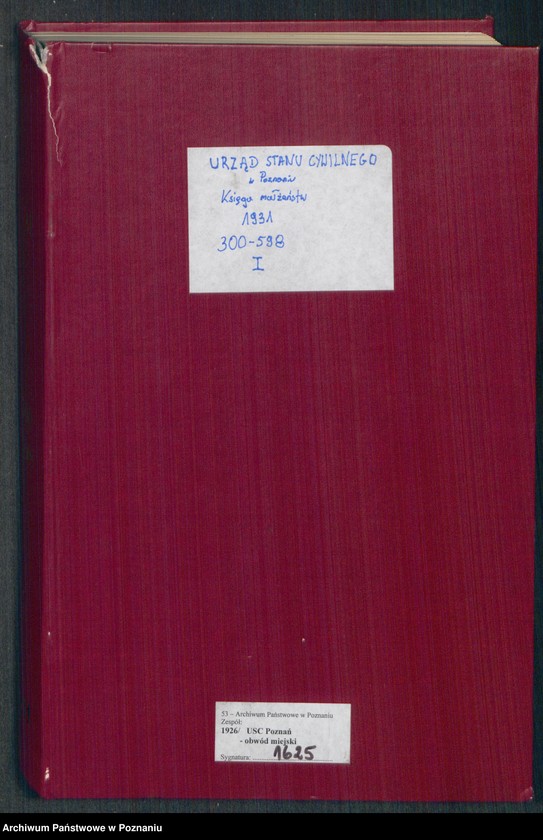 URZĄD STANU CYWILNEGO
w Poznaniu
Księga małżeństw
1931
300-598
I
53 – Archiwum Państwowe w Poznaniu
Zespół:
1926/ USC Poznań
- obwód miejski
Sygnatura: 1625
Archiwum Państwowe w Poznaniu